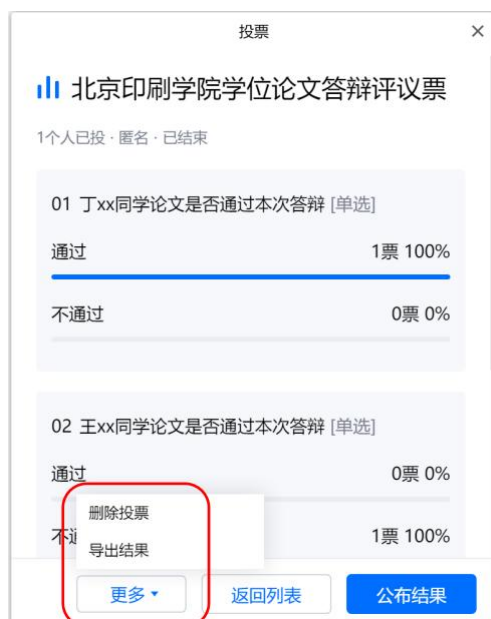 投票
北京印刷学院学位论文答辩评议票
1个人已投 · 匿名 · 已结束
01 丁xx同学论文是否通过本次答辩 [单选]
通过 1票 100%
不通过 0票 0%
02 王xx同学论文是否通过本次答辩 [单选]
通过 0票 0%
删除投票
不 1票 100%
导出结果
更多 返回列表 公布结果